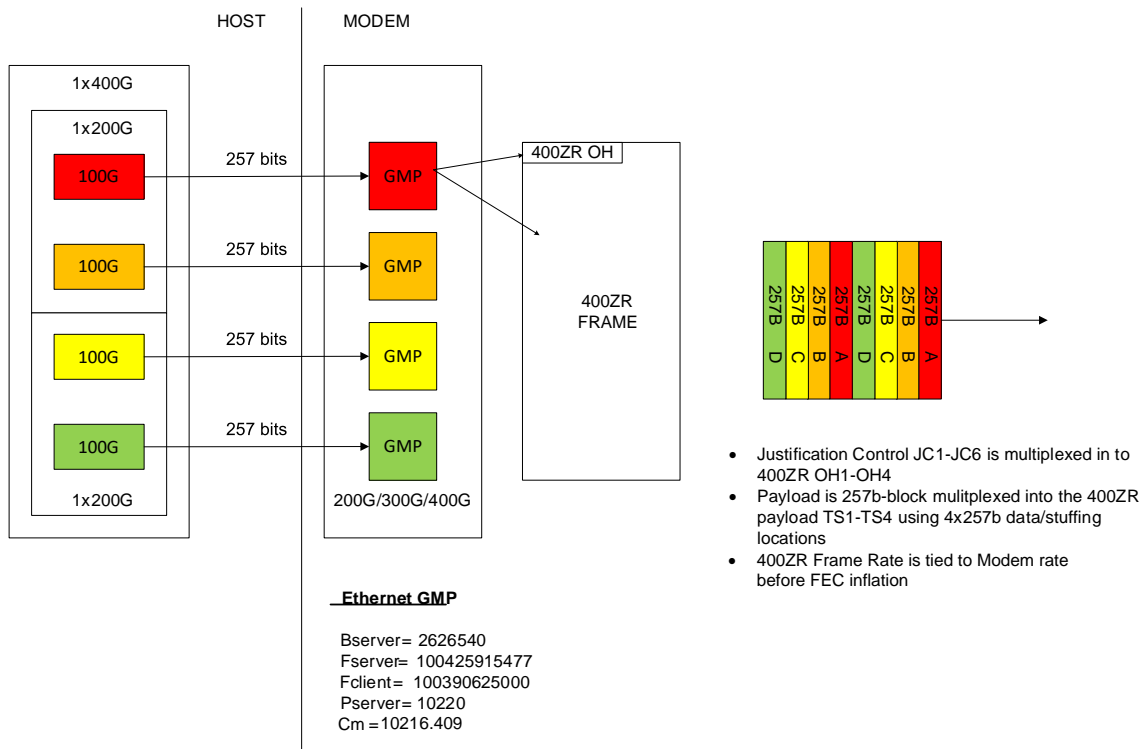 HOST
MODEM
1x400G
1x200G
100G
257 bits
GMP
400ZR OH
100G
257 bits
GMP
400ZR
FRAME
100G
257 bits
GMP
100G
257 bits
GMP
1x200G
200G/300G/400G
257B D
257B C
257B B
257B A
257B D
257B C
257B B
257B A
• Justification Control JC1-JC6 is multiplexed in to
400ZR OH1-OH4
• Payload is 257b-block mulitplexed into the 400ZR
payload TS1-TS4 using 4x257b data/stuffing
locations
• 400ZR Frame Rate is tied to Modem rate
before FEC inflation
Ethernet GMP
Bserver= 2626540
Fserver= 100425915477
Fclient= 100390625000
Pserver= 10220
Cm =10216.409